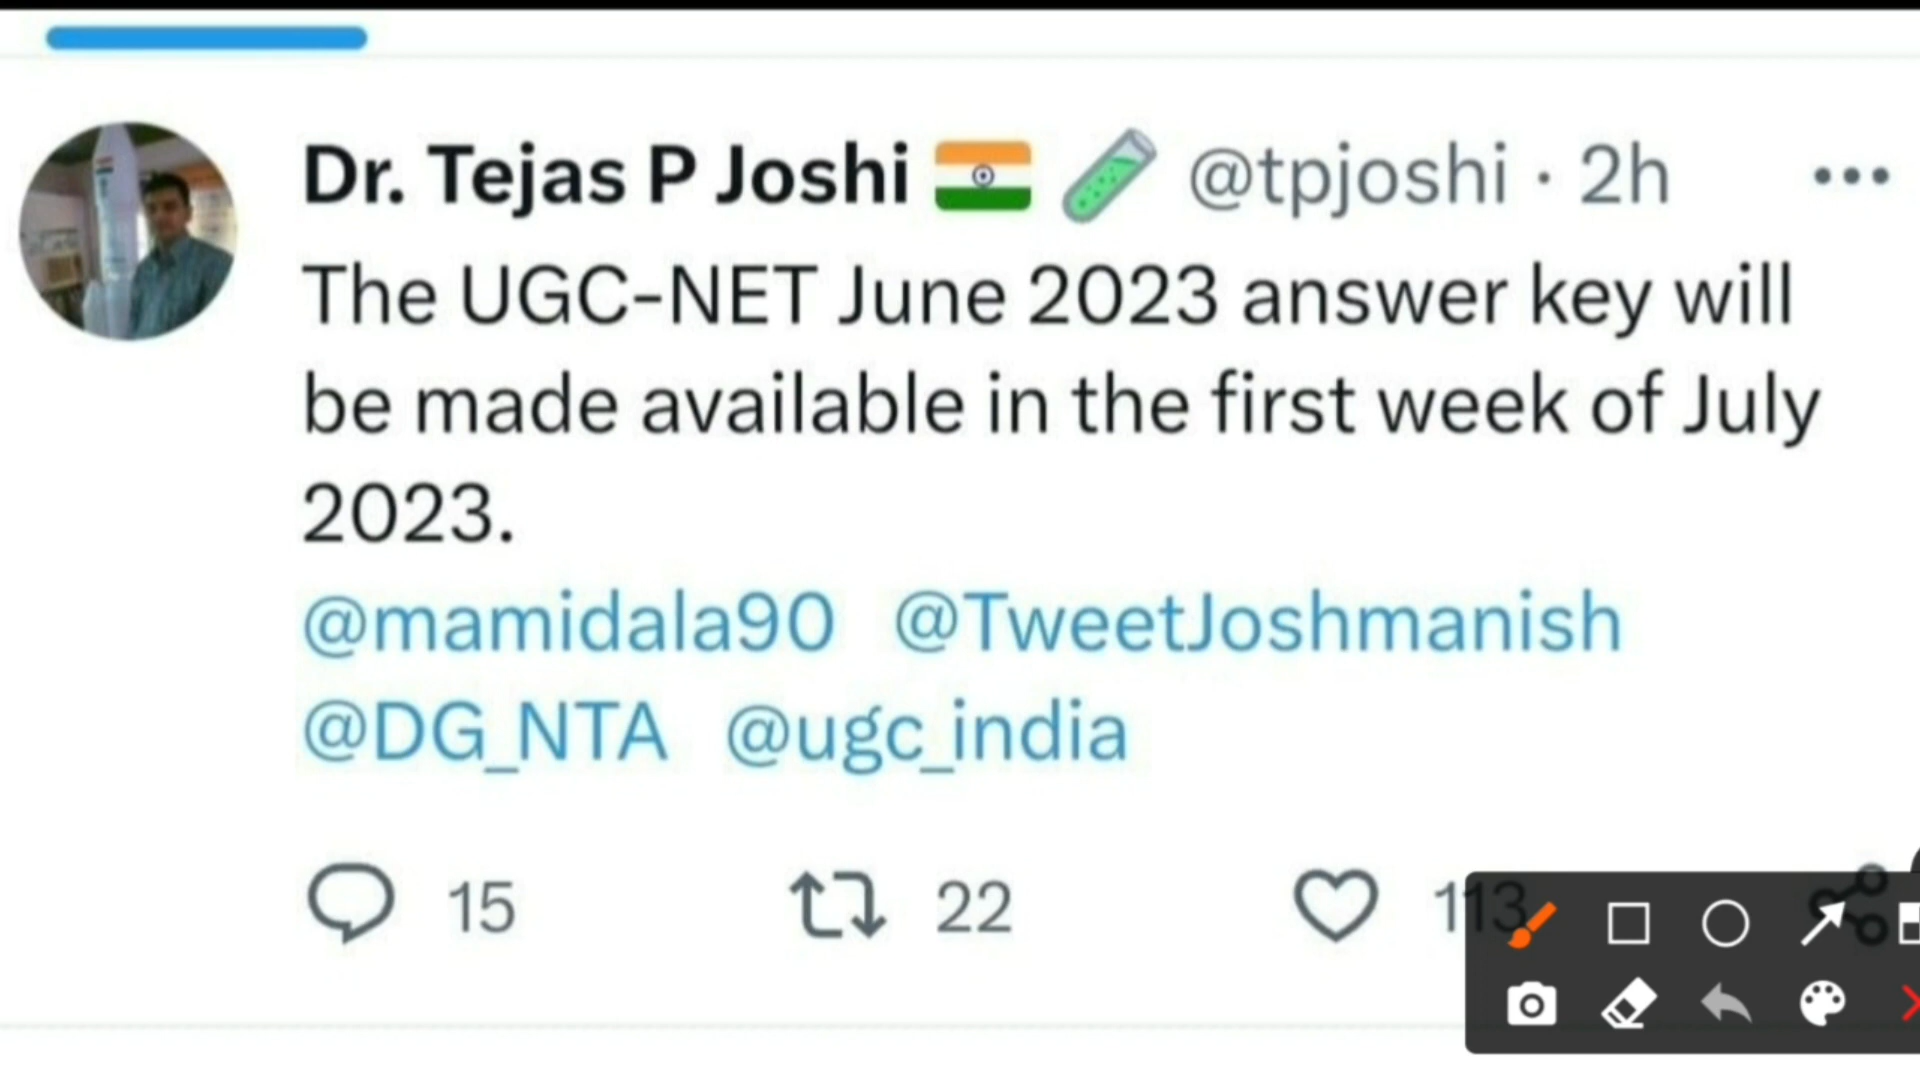 Dr. Tejas P Joshi 🇮🇳 🧪 @tpjoshi · 2h
The UGC-NET June 2023 answer key will
be made available in the first week of July
2023.
@mamidala90 @TweetJoshmanish
@DG_NTA @ugc_india
15 22 113